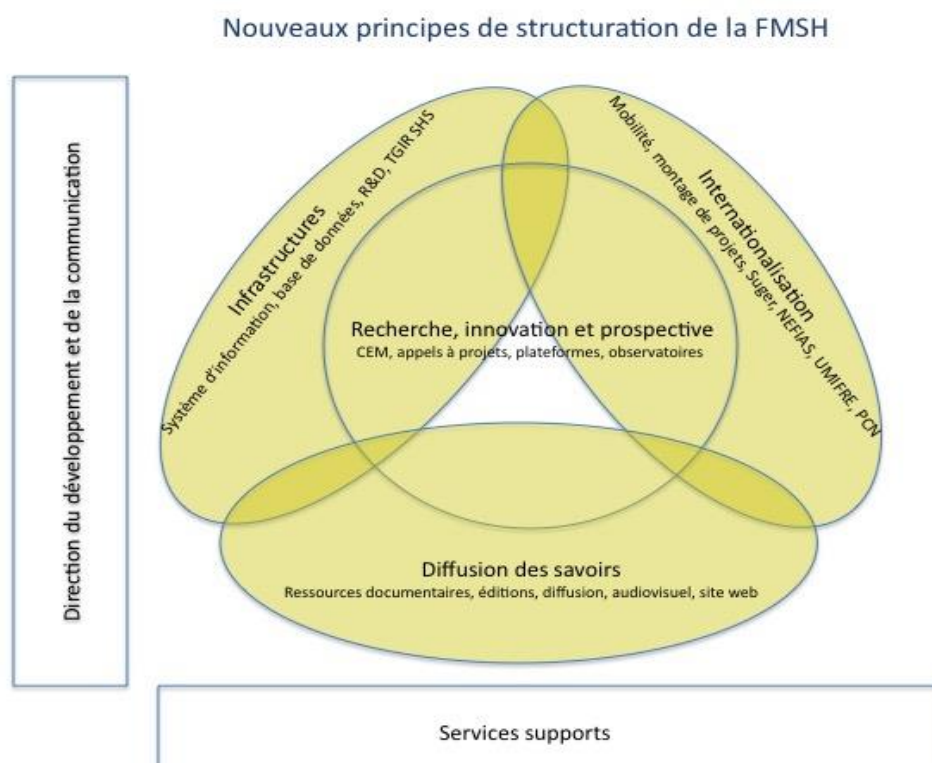 Nouveaux principes de structuration de la FMSH
Direction du développement et de la communication
Infrastructures
Système d'information, base de données, R&D, TGIR SHS
Internationalisation
Mobilité, montage de projets, Suger, NEFIAS, UMIFRE, PCN
Recherche, innovation et prospective
CEM, appels à projets, plateformes, observatoires
Diffusion des savoirs
Ressources documentaires, éditions, diffusion, audiovisuel, site web
Services supports